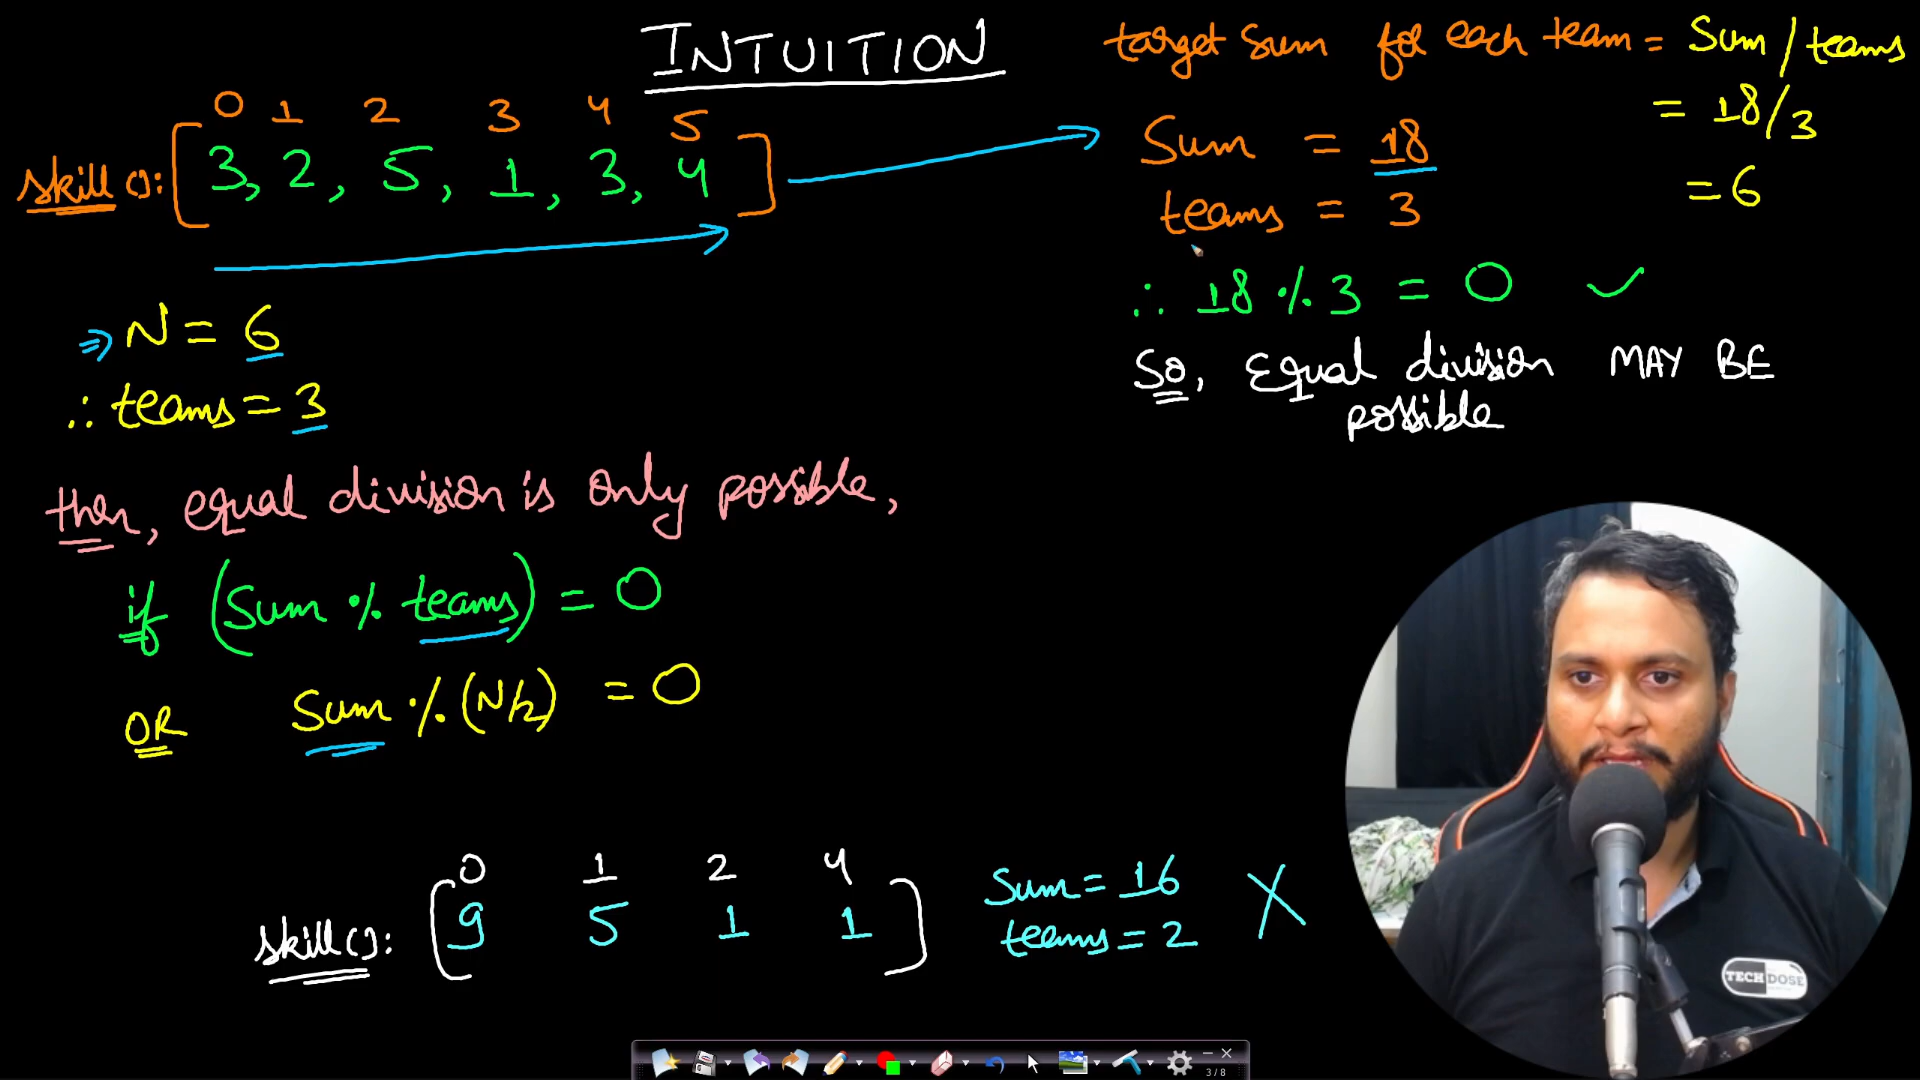 INTUITION
0 1 2 3 4 5
skill(): [3, 2, 5, 1, 3, 4]
⇒ N = 6
∴ teams = 3
then, equal division is only possible,
if (Sum % teams) = 0
OR Sum % (N/2) = 0
target sum for each team = Sum / teams
= 18/3
= 6
Sum = 18
teams = 3
∴ 18 % 3 = 0 ✓
So, Equal division MAY BE
possible
0 1 2 4
skill(): [9 5 1 1]
Sum = 16
teams = 2 X
TECH DOSE
3/8